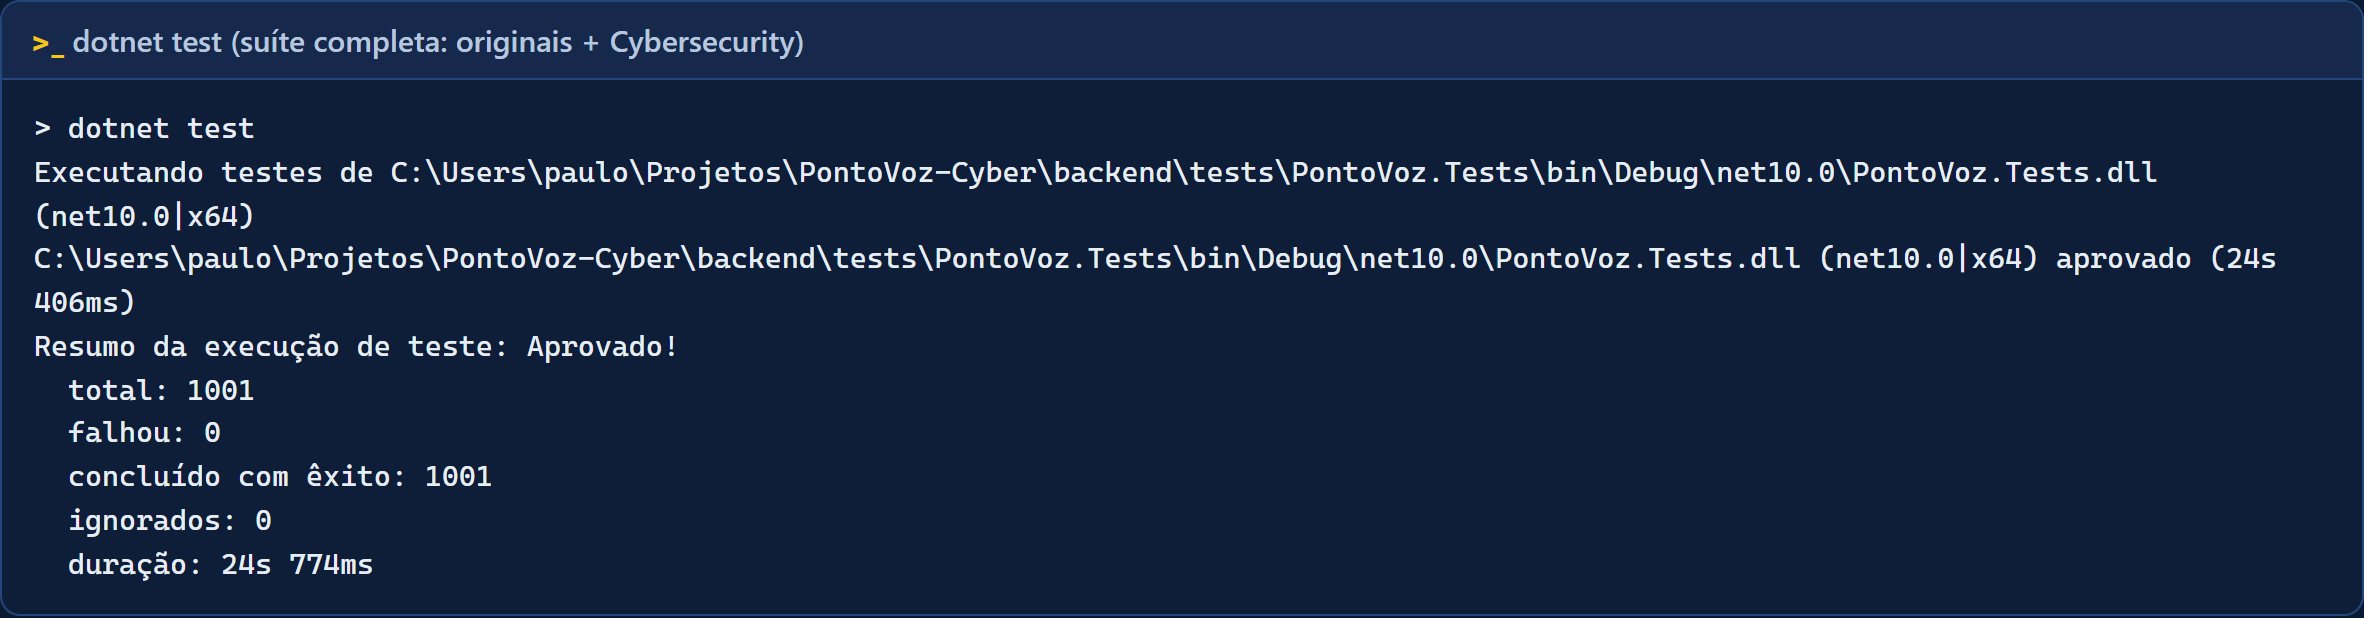 >_ dotnet test (suíte completa: originais + Cybersecurity)
> dotnet test
Executando testes de C:\Users\paulo\Projetos\PontoVoz-Cyber\backend\tests\PontoVoz.Tests\bin\Debug\net10.0\PontoVoz.Tests.dll
(net10.0|x64)
C:\Users\paulo\Projetos\PontoVoz-Cyber\backend\tests\PontoVoz.Tests\bin\Debug\net10.0\PontoVoz.Tests.dll (net10.0|x64) aprovado (24s
406ms)
Resumo da execução de teste: Aprovado!
  total: 1001
  falhou: 0
  concluído com êxito: 1001
  ignorados: 0
  duração: 24s 774ms